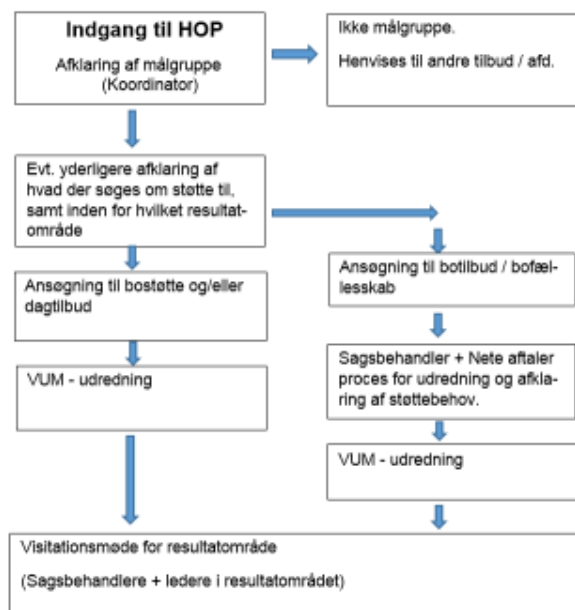 Indgang til HOP
Afklaring af målgruppe
(Koordinator)
Ikke målgruppe.
Henvises til andre tilbud / afd.
Evt. yderligere afklaring af
hvad der søges om støtte til,
samt inden for hvilket resultat-
område
Ansøgning til bostøtte og/eller
dagtilbud
VUM - udredning
Ansøgning til botilbud / bofæl-
lesskab
Sagsbehandler + Nete aftaler
proces for udredning og afkla-
ring af støttebehov.
VUM - udredning
Visitationsmøde for resultatområde
(Sagsbehandlere + ledere i resultatområdet)